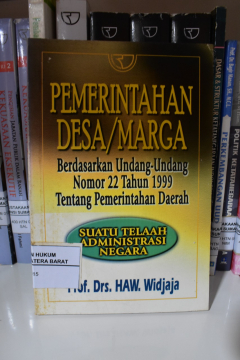 PEMERINTAHAN
DESA/MARGA
Berdasarkan Undang-Undang
Nomor 22 Tahun 1999
Tentang Pemerintahan Daerah
SUATU TELAAH
ADMINISTRASI
NEGARA
Prof. Drs. HAW. Widjaja
HUKUM
BARAT